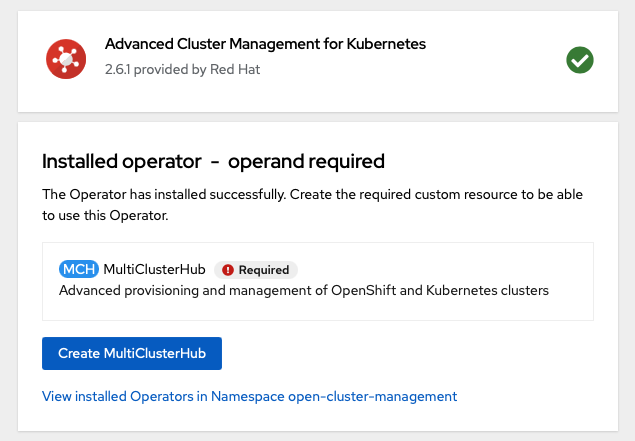 Advanced Cluster Management for Kubernetes
2.6.1 provided by Red Hat
Installed operator - operand required
The Operator has installed successfully. Create the required custom resource to be able
to use this Operator.
MCH MultiClusterHub Required
Advanced provisioning and management of OpenShift and Kubernetes clusters
Create MultiClusterHub
View installed Operators in Namespace open-cluster-management